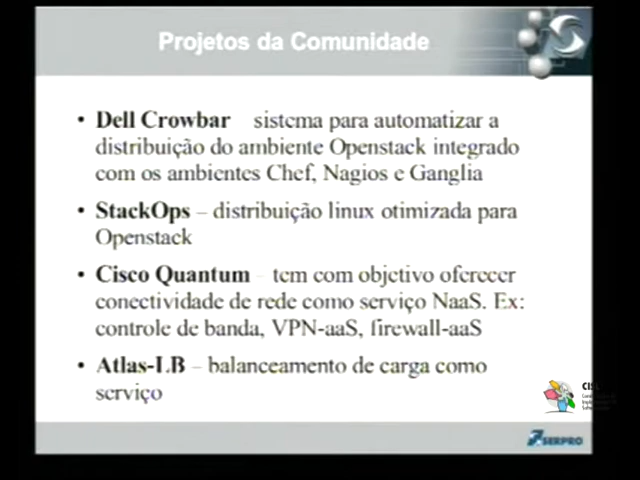 Projetos da Comunidade
• Dell Crowbar – sistema para automatizar a
distribuição do ambiente Openstack integrado
com os ambientes Chef, Nagios e Ganglia
• StackOps – distribuição linux otimizada para
Openstack
• Cisco Quantum – tem com objetivo oferecer
conectividade de rede como serviço NaaS. Ex:
controle de banda, VPN-aaS, firewall-aaS
• Atlas-LB – balanceamento de carga como
serviço
SERPRO